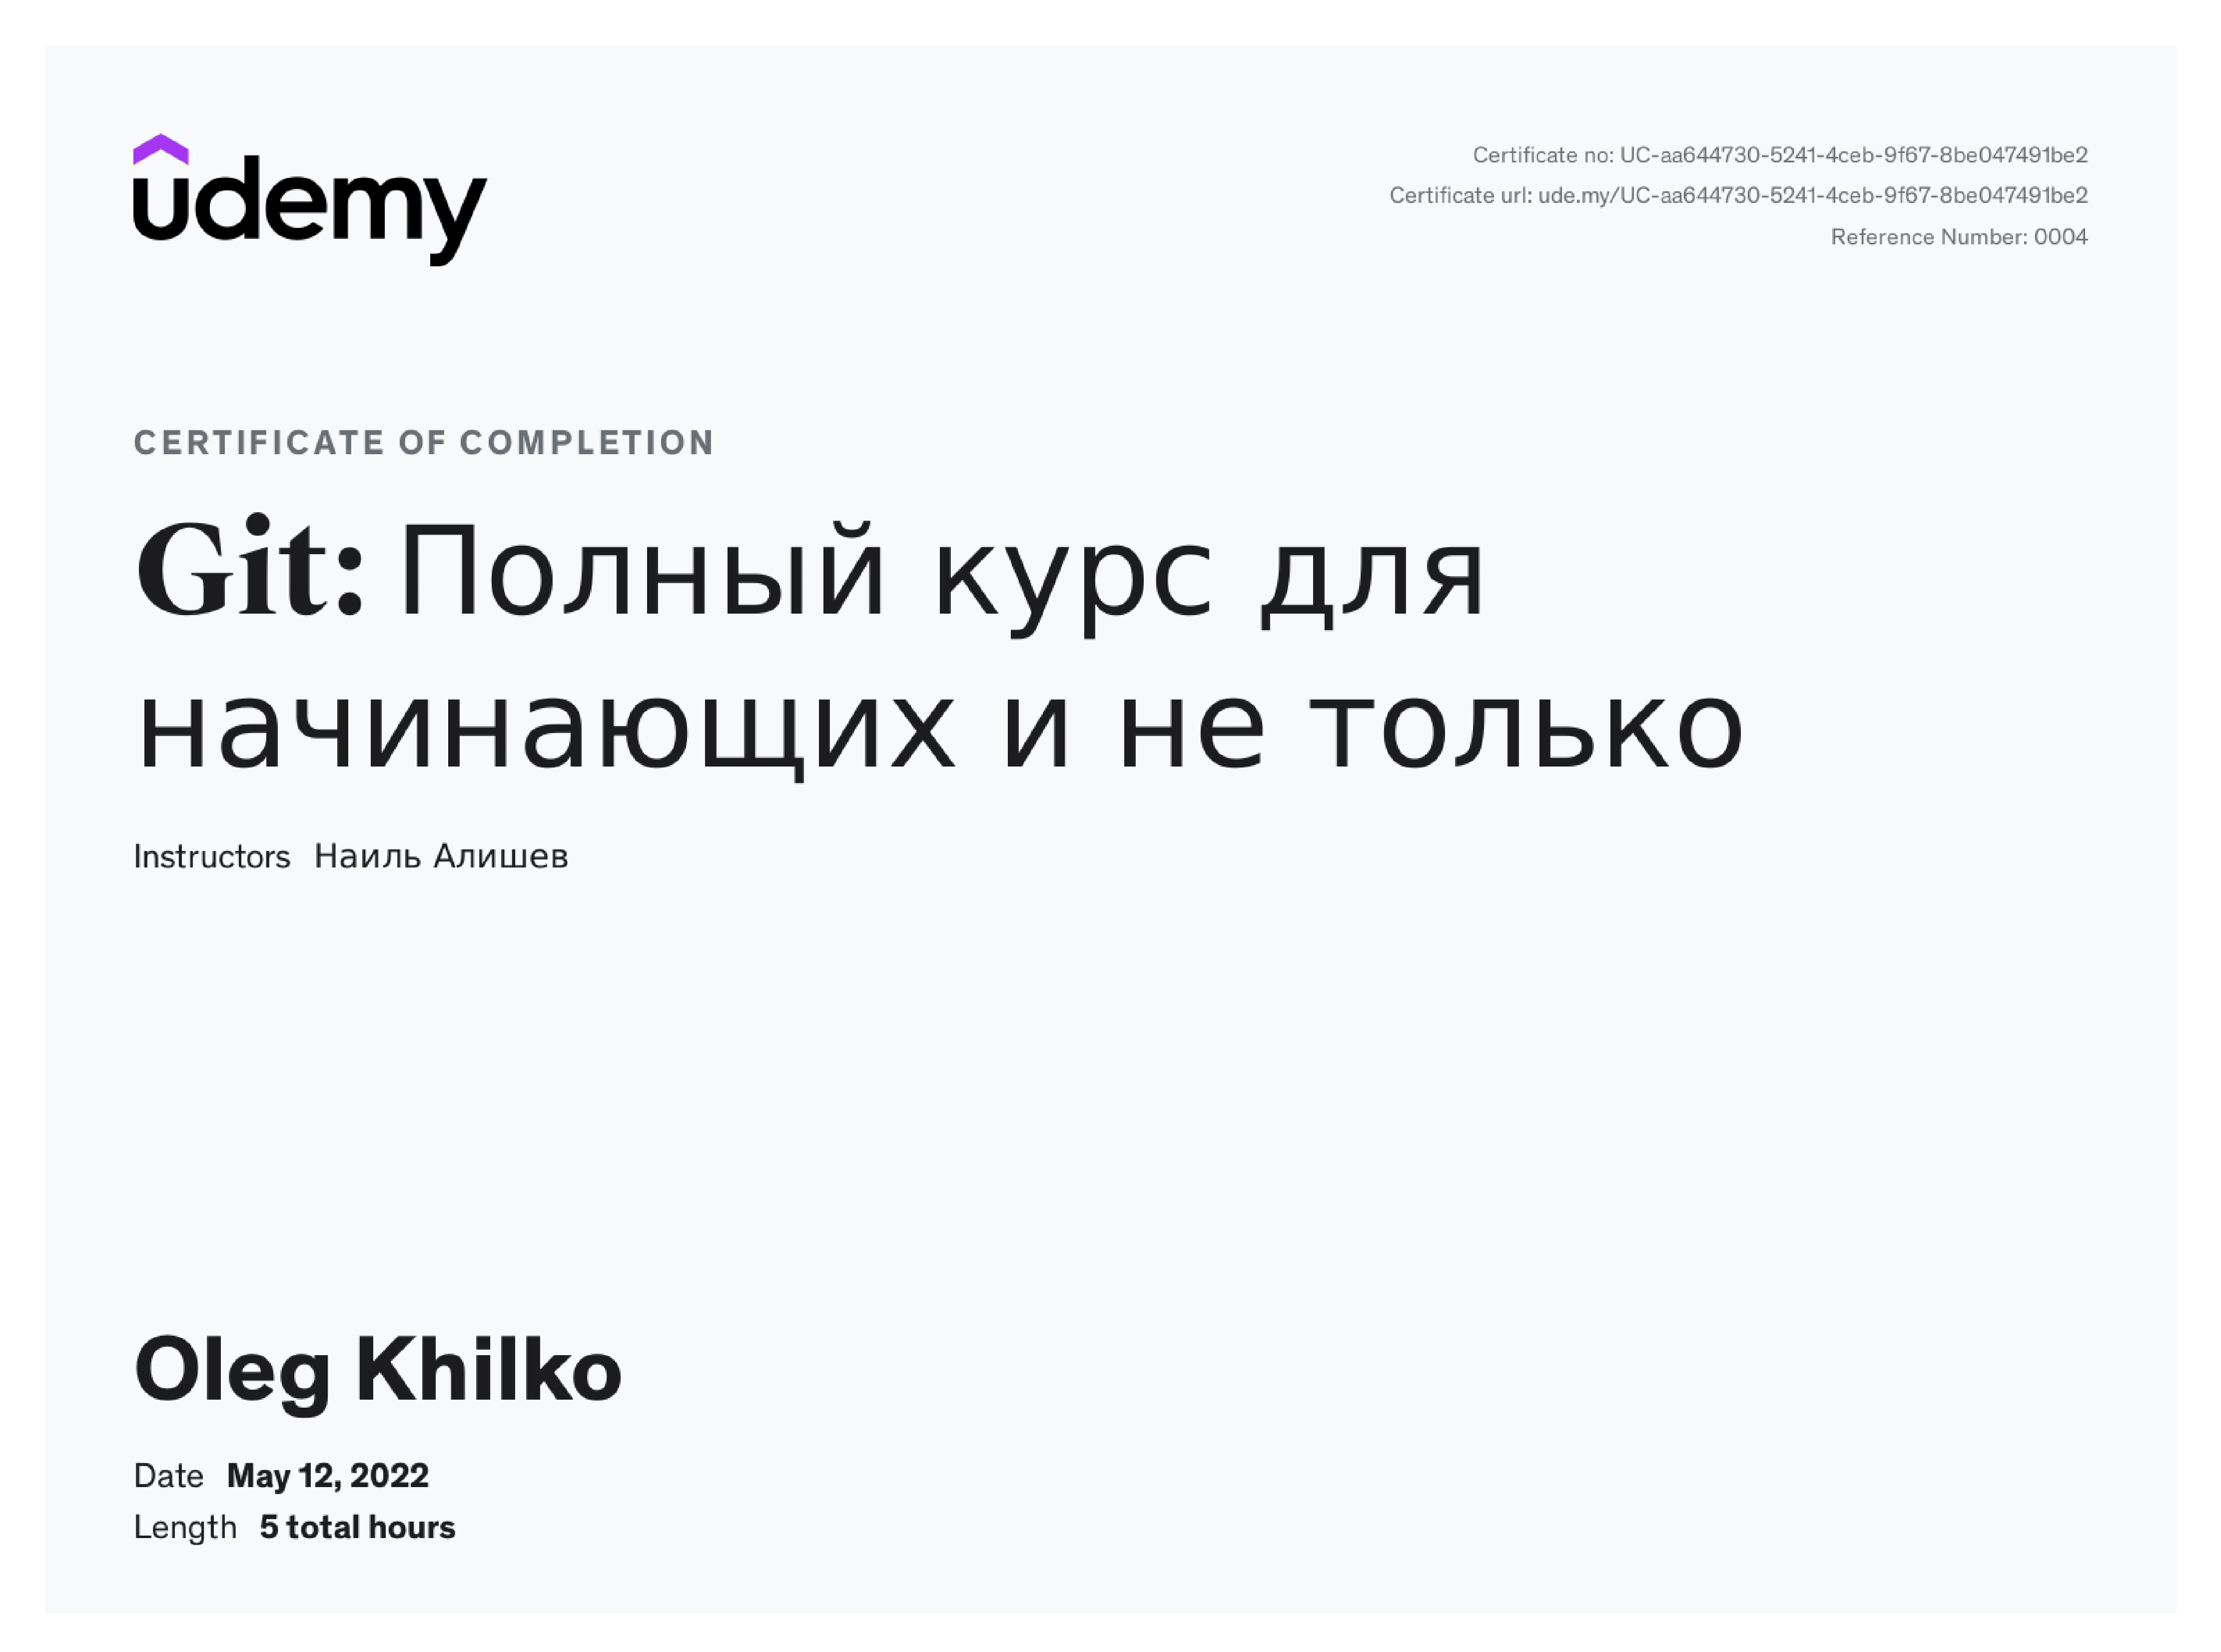 udemy
Certificate no: UC-aa644730-5241-4ceb-9f67-8be047491be2
Certificate url: ude.my/UC-aa644730-5241-4ceb-9f67-8be047491be2
Reference Number: 0004
CERTIFICATE OF COMPLETION
Git: Полный курс для
начинающих и не только
Instructors Наиль Алишев
Oleg Khilko
Date May 12, 2022
Length 5 total hours